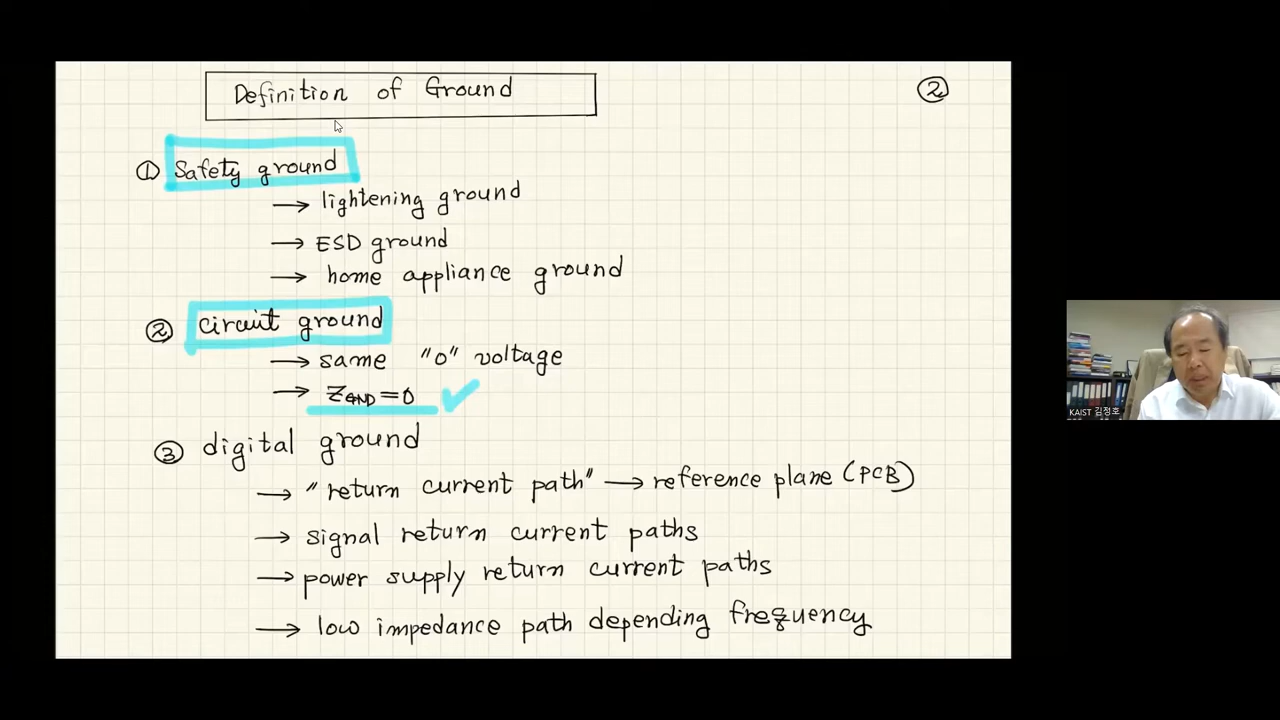 Definition of Ground
②
① Safety ground
→ lightening ground
→ ESD ground
→ home appliance ground
② circuit ground
→ same "0" voltage
→ Z_GND = 0 ✓
③ digital ground
→ "return current path" → reference plane (PCB)
→ signal return current paths
→ power supply return current paths
→ low impedance path depending frequency
KAIST 김정호